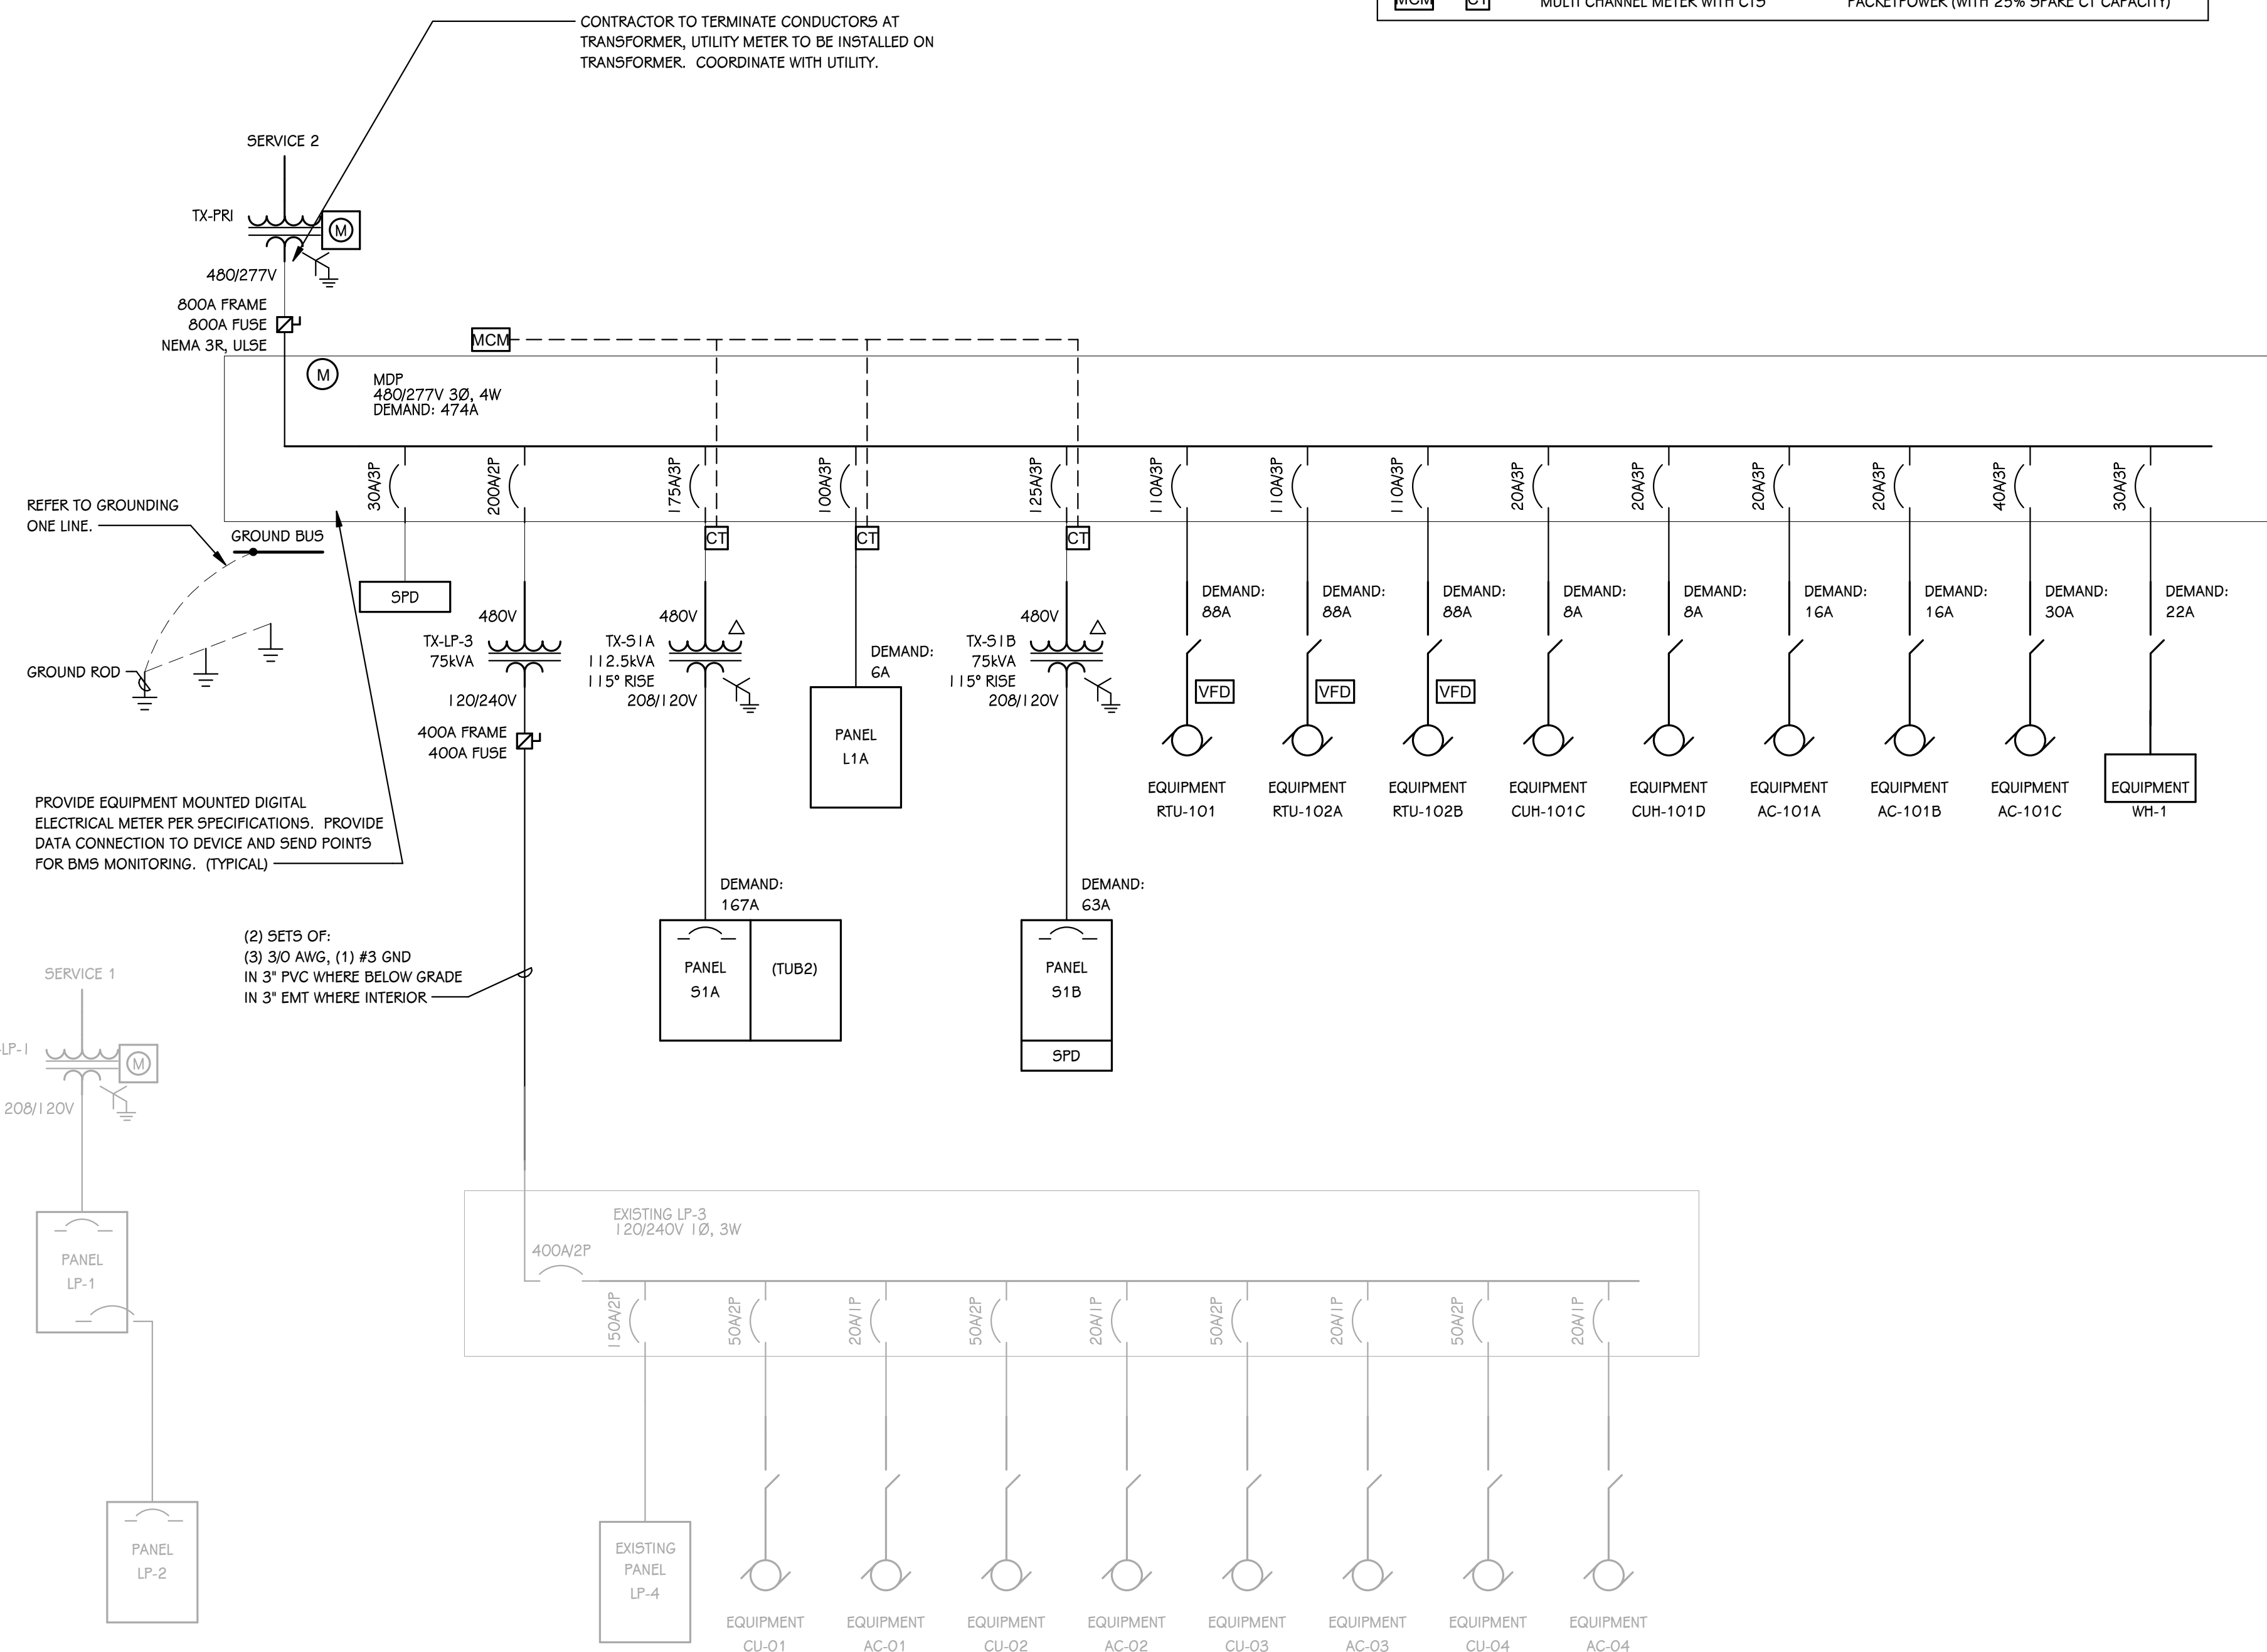 MCM CT MULTI CHANNEL METER WITH CTS PACKETPOWER (WITH 25% SPARE CT CAPACITY)
CONTRACTOR TO TERMINATE CONDUCTORS AT
TRANSFORMER, UTILITY METER TO BE INSTALLED ON
TRANSFORMER. COORDINATE WITH UTILITY.
SERVICE 2
TX-PRI
M
480/277V
800A FRAME
800A FUSE
NEMA 3R, ULSE
MCM
M
MDP
480/277V 3Ø, 4W
DEMAND: 474A
30A/3P
200A/2P
175A/3P
100A/3P
125A/3P
110A/3P
110A/3P
110A/3P
20A/3P
20A/3P
20A/3P
20A/3P
40A/3P
30A/3P
REFER TO GROUNDING
ONE LINE.
GROUND BUS
GROUND ROD
CT
CT
CT
SPD
480V
TX-LP-3
75kVA
120/240V
400A FRAME
400A FUSE
480V
TX-S1A
112.5kVA
115° RISE
208/120V
DEMAND:
6A
PANEL
L1A
480V
TX-S1B
75kVA
115° RISE
208/120V
DEMAND:
88A
DEMAND:
88A
DEMAND:
88A
DEMAND:
8A
DEMAND:
8A
DEMAND:
16A
DEMAND:
16A
DEMAND:
30A
DEMAND:
22A
VFD
VFD
VFD
EQUIPMENT
RTU-101
EQUIPMENT
RTU-102A
EQUIPMENT
RTU-102B
EQUIPMENT
CUH-101C
EQUIPMENT
CUH-101D
EQUIPMENT
AC-101A
EQUIPMENT
AC-101B
EQUIPMENT
AC-101C
EQUIPMENT
WH-1
PROVIDE EQUIPMENT MOUNTED DIGITAL
ELECTRICAL METER PER SPECIFICATIONS. PROVIDE
DATA CONNECTION TO DEVICE AND SEND POINTS
FOR BMS MONITORING. (TYPICAL)
DEMAND:
167A
PANEL
S1A
(TUB2)
DEMAND:
63A
PANEL
S1B
SPD
(2) SETS OF:
(3) 3/0 AWG, (1) #3 GND
IN 3" PVC WHERE BELOW GRADE
IN 3" EMT WHERE INTERIOR
SERVICE 1
-LP-1
M
208/120V
PANEL
LP-1
PANEL
LP-2
EXISTING LP-3
120/240V 1Ø, 3W
400A/2P
150A/2P
50A/2P
20A/1P
50A/2P
20A/1P
50A/2P
20A/1P
50A/2P
20A/1P
EXISTING
PANEL
LP-4
EQUIPMENT
CU-01
EQUIPMENT
AC-01
EQUIPMENT
CU-02
EQUIPMENT
AC-02
EQUIPMENT
CU-03
EQUIPMENT
AC-03
EQUIPMENT
CU-04
EQUIPMENT
AC-04